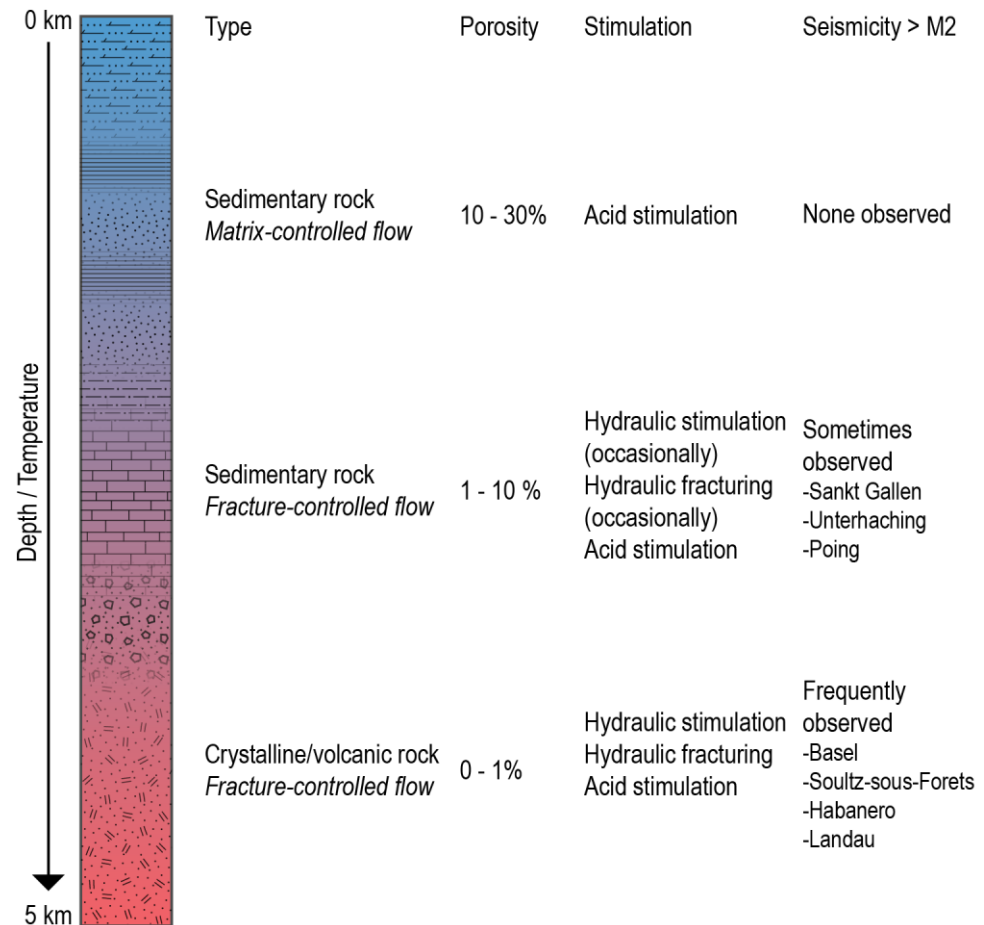 0 km
Type
Porosity
Stimulation
Seismicity > M2
Sedimentary rock
Matrix-controlled flow
10 - 30%
Acid stimulation
None observed
Depth / Temperature
Sedimentary rock
Fracture-controlled flow
1 - 10 %
Hydraulic stimulation
(occasionally)
Hydraulic fracturing
(occasionally)
Acid stimulation
Sometimes
observed
-Sankt Gallen
-Unterhaching
-Poing
Crystalline/volcanic rock
Fracture-controlled flow
0 - 1%
Hydraulic stimulation
Hydraulic fracturing
Acid stimulation
Frequently
observed
-Basel
-Soultz-sous-Forets
-Habanero
-Landau
5 km